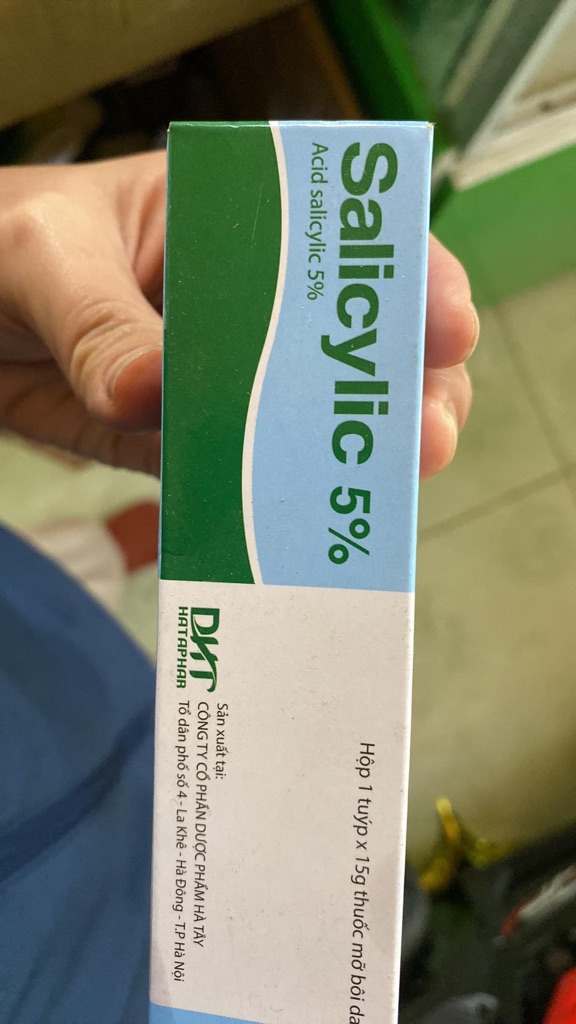 Salicylic 5%
Acid salicylic 5%
Hộp 1 tuýp x 15g thuốc mỡ bôi da
DHT
HATAPHAR
Sản xuất tại:
CÔNG TY CỔ PHẦN DƯỢC PHẨM HÀ TÂY
Tổ dân phố số 4 - La Khê - Hà Đông - T.P Hà Nội